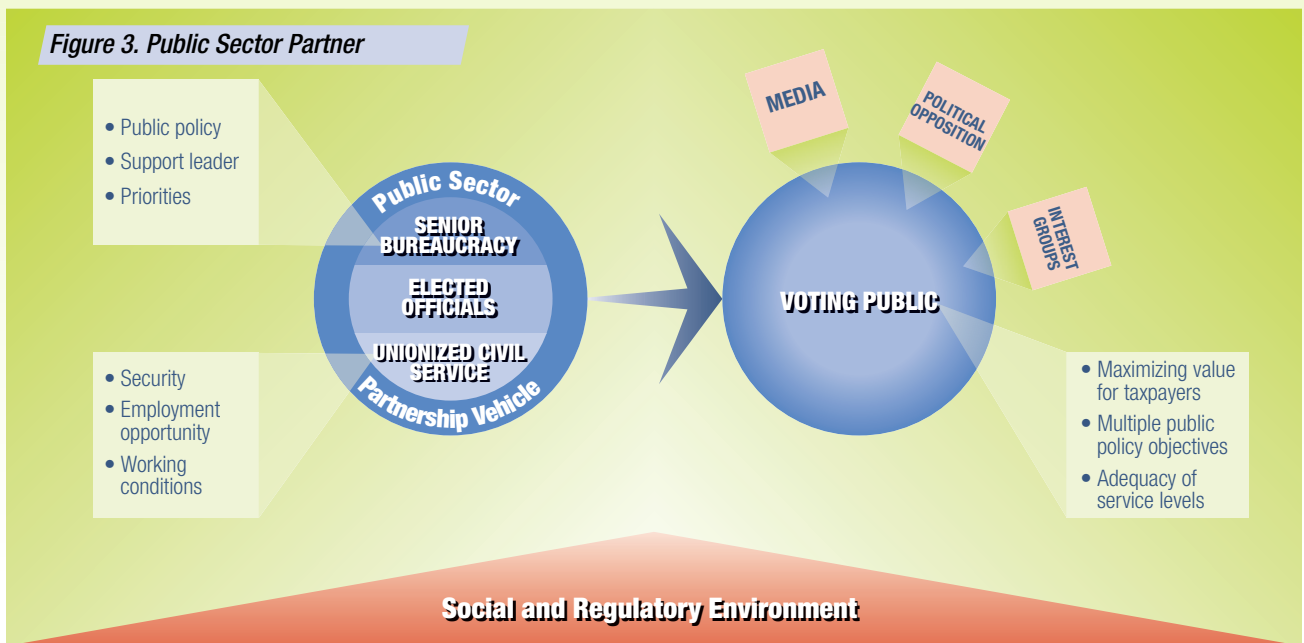 Figure 3. Public Sector Partner
• Public policy
• Support leader
• Priorities
• Security
• Employment
opportunity
• Working
conditions
Public Sector
SENIOR
BUREAUCRACY
ELECTED
OFFICIALS
UNIONIZED CIVIL
SERVICE
Partnership Vehicle
MEDIA
POLITICAL
OPPOSITION
INTEREST
GROUPS
VOTING PUBLIC
• Maximizing value
for taxpayers
• Multiple public
policy objectives
• Adequacy of
service levels
Social and Regulatory Environment